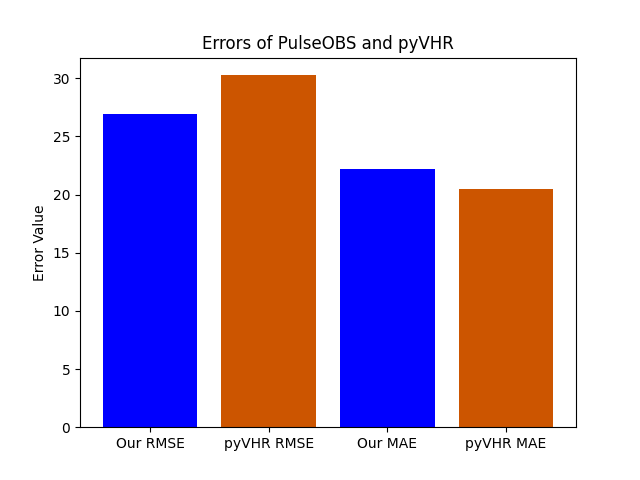 Errors of PulseOBS and pyVHR
Error Value
30
25
20
15
10
5
0
Our RMSE
pyVHR RMSE
Our MAE
pyVHR MAE